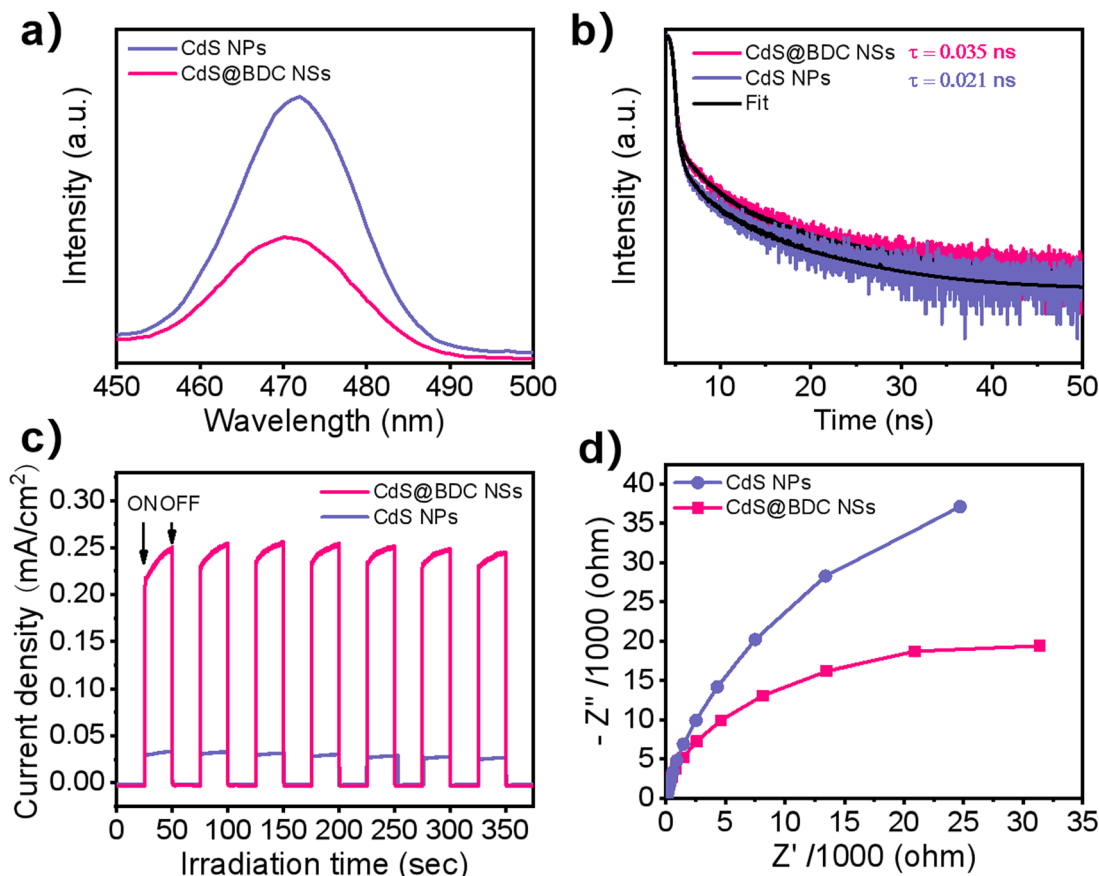 a)
CdS NPs
CdS@BDC NSs
Intensity (a.u.)
450 460 470 480 490 500
Wavelength (nm)
b)
CdS@BDC NSs τ = 0.035 ns
CdS NPs τ = 0.021 ns
Fit
Intensity (a.u.)
10 20 30 40 50
Time (ns)
c)
CdS@BDC NSs
CdS NPs
ON OFF
Current density (mA/cm²)
0.30
0.25
0.20
0.15
0.10
0.05
0.00
0 50 100 150 200 250 300 350
Irradiation time (sec)
d)
CdS NPs
CdS@BDC NSs
- Z" /1000 (ohm)
40
35
30
25
20
15
10
5
0
0 5 10 15 20 25 30 35
Z' /1000 (ohm)